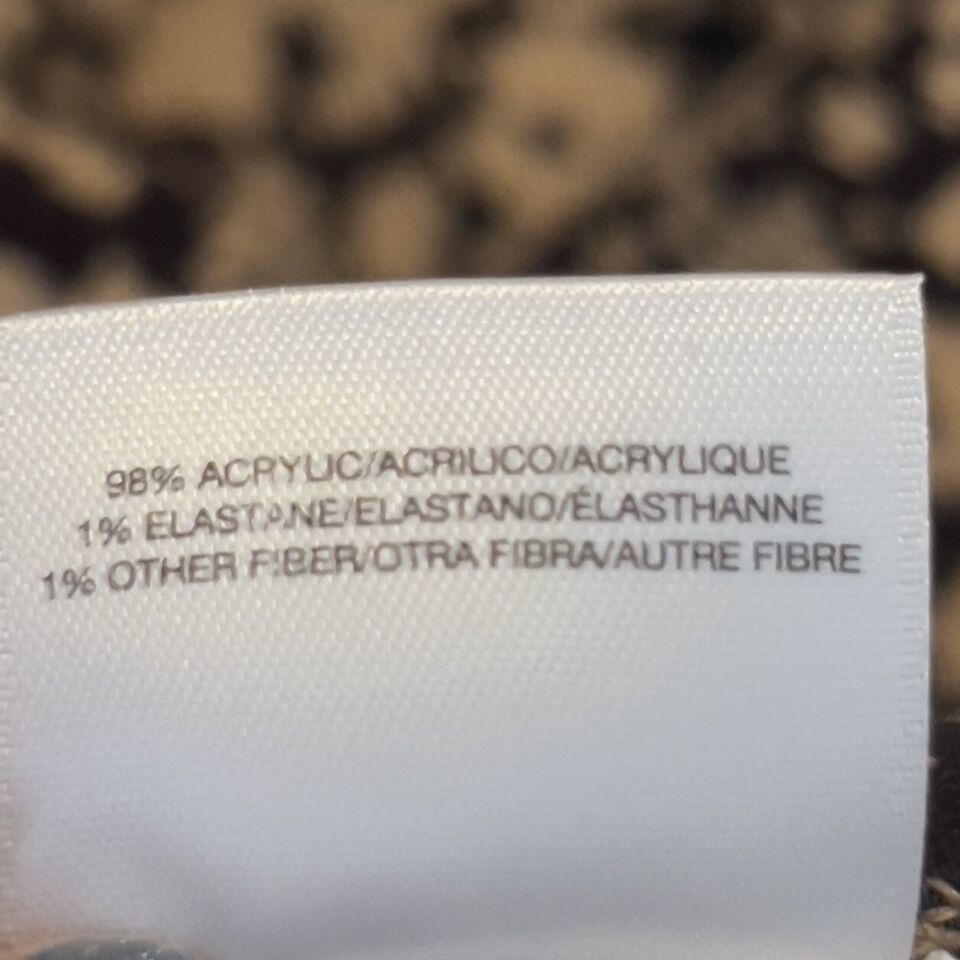 98% ACRYLIC/ACRILICO/ACRYLIQUE
1% ELASTANE/ELASTANO/ÉLASTHANNE
1% OTHER FIBER/OTRA FIBRA/AUTRE FIBRE